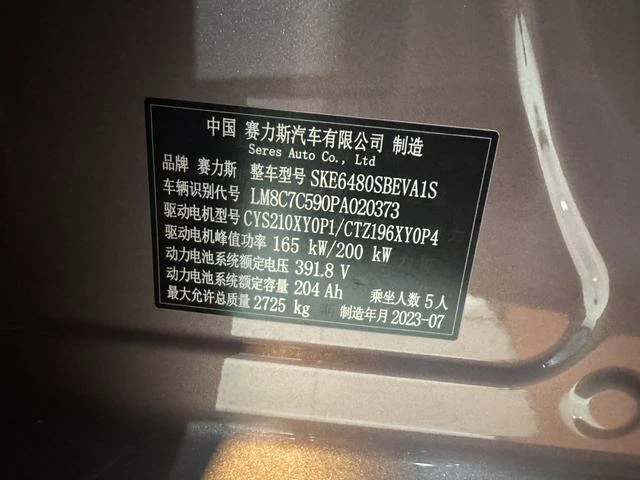 中国 赛力斯汽车有限公司 制造
Seres Auto Co., Ltd
品牌 赛力斯 整车型号 SKE6480SBEVA1S
车辆识别代号 LM8C7C590PA020373
驱动电机型号 CYS210XY0P1/CTZ196XY0P4
驱动电机峰值功率 165 kW/200 kW
动力电池系统额定电压 391.8 V
动力电池系统额定容量 204 Ah 乘坐人数 5人
最大允许总质量 2725 kg 制造年月 2023-07